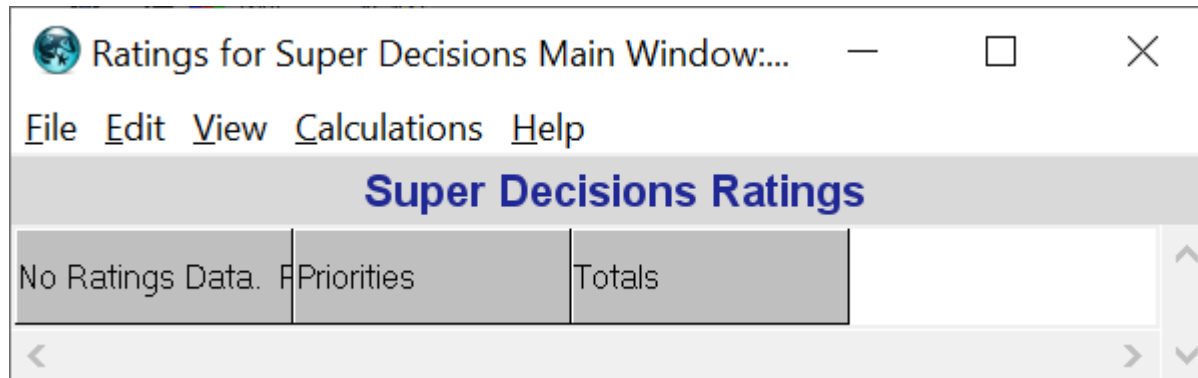 Ratings for Super Decisions Main Window:...
File Edit View Calculations Help
Super Decisions Ratings
No Ratings Data. Priorities Totals